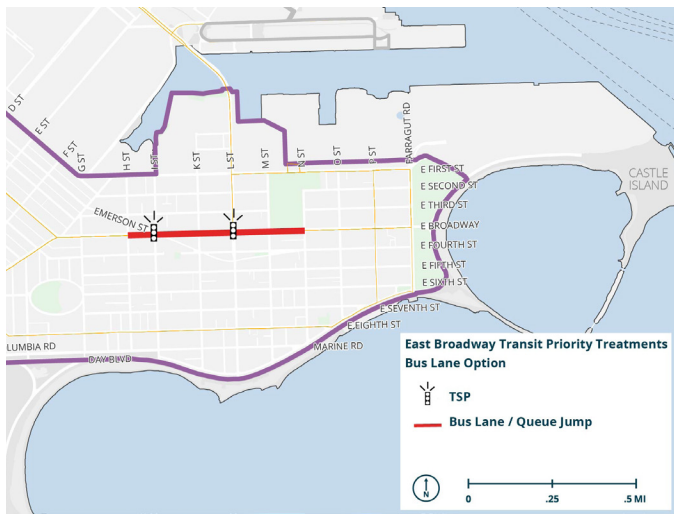 D ST
E ST
F ST
G ST
H ST
I ST
K ST
L ST
M ST
N ST
O ST
P ST
FARRAGUT RD
E FIRST ST
E SECOND ST
E THIRD ST
E BROADWAY
E FOURTH ST
E FIFTH ST
E SIXTH ST
E SEVENTH ST
E EIGHTH ST
MARINE RD
EMERSON ST
CASTLE
ISLAND
LUMBIA RD
DAY BLVD
East Broadway Transit Priority Treatments
Bus Lane Option
TSP
Bus Lane / Queue Jump
N
0 .25 .5 MI